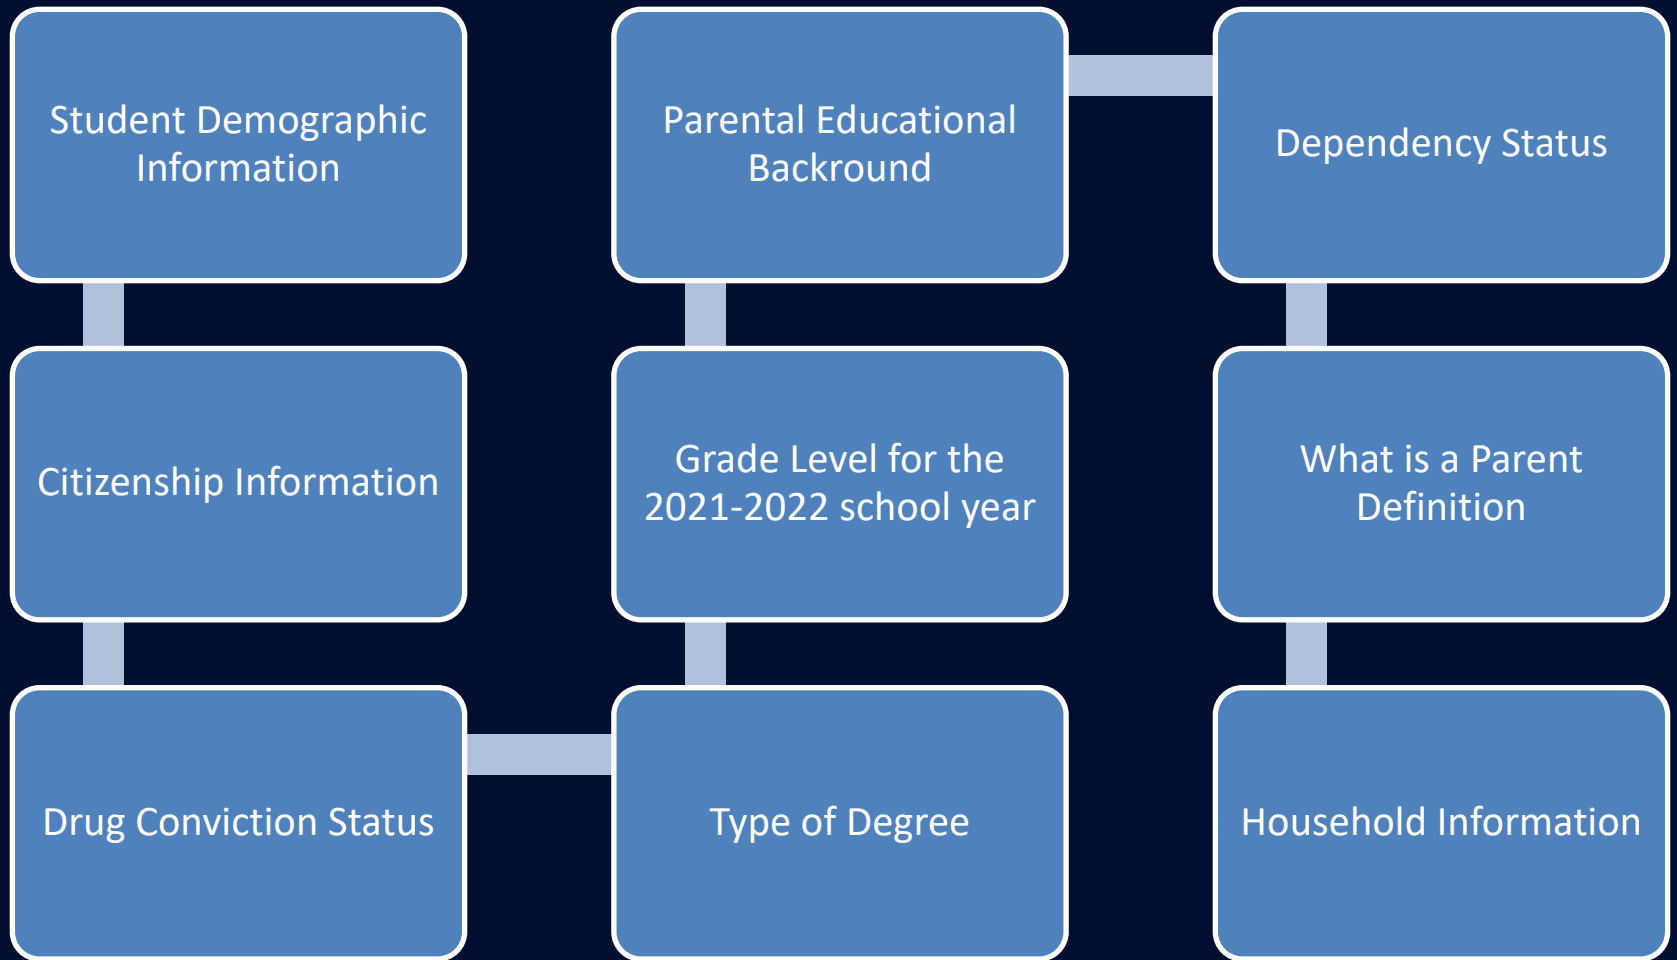 Student Demographic
Information
Citizenship Information
Drug Conviction Status
Type of Degree
Grade Level for the
2021-2022 school year
Parental Educational
Backround
Dependency Status
What is a Parent
Definition
Household Information